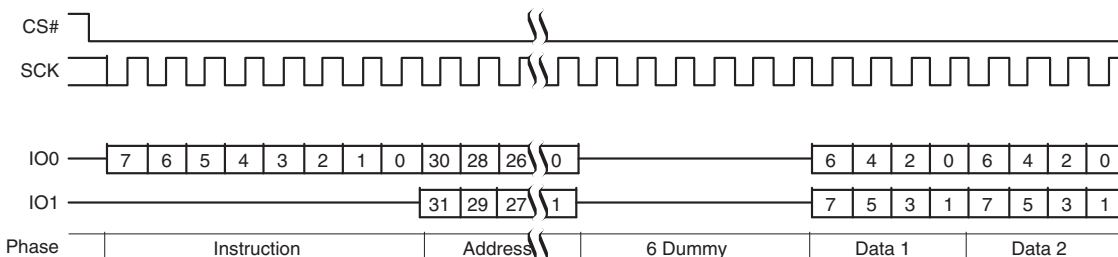 CS#
SCK
IO0 7 6 5 4 3 2 1 0 30 28 26 0 6 4 2 0 6 4 2 0
IO1 31 29 27 1 7 5 3 1 7 5 3 1
Phase Instruction Address 6 Dummy Data 1 Data 2